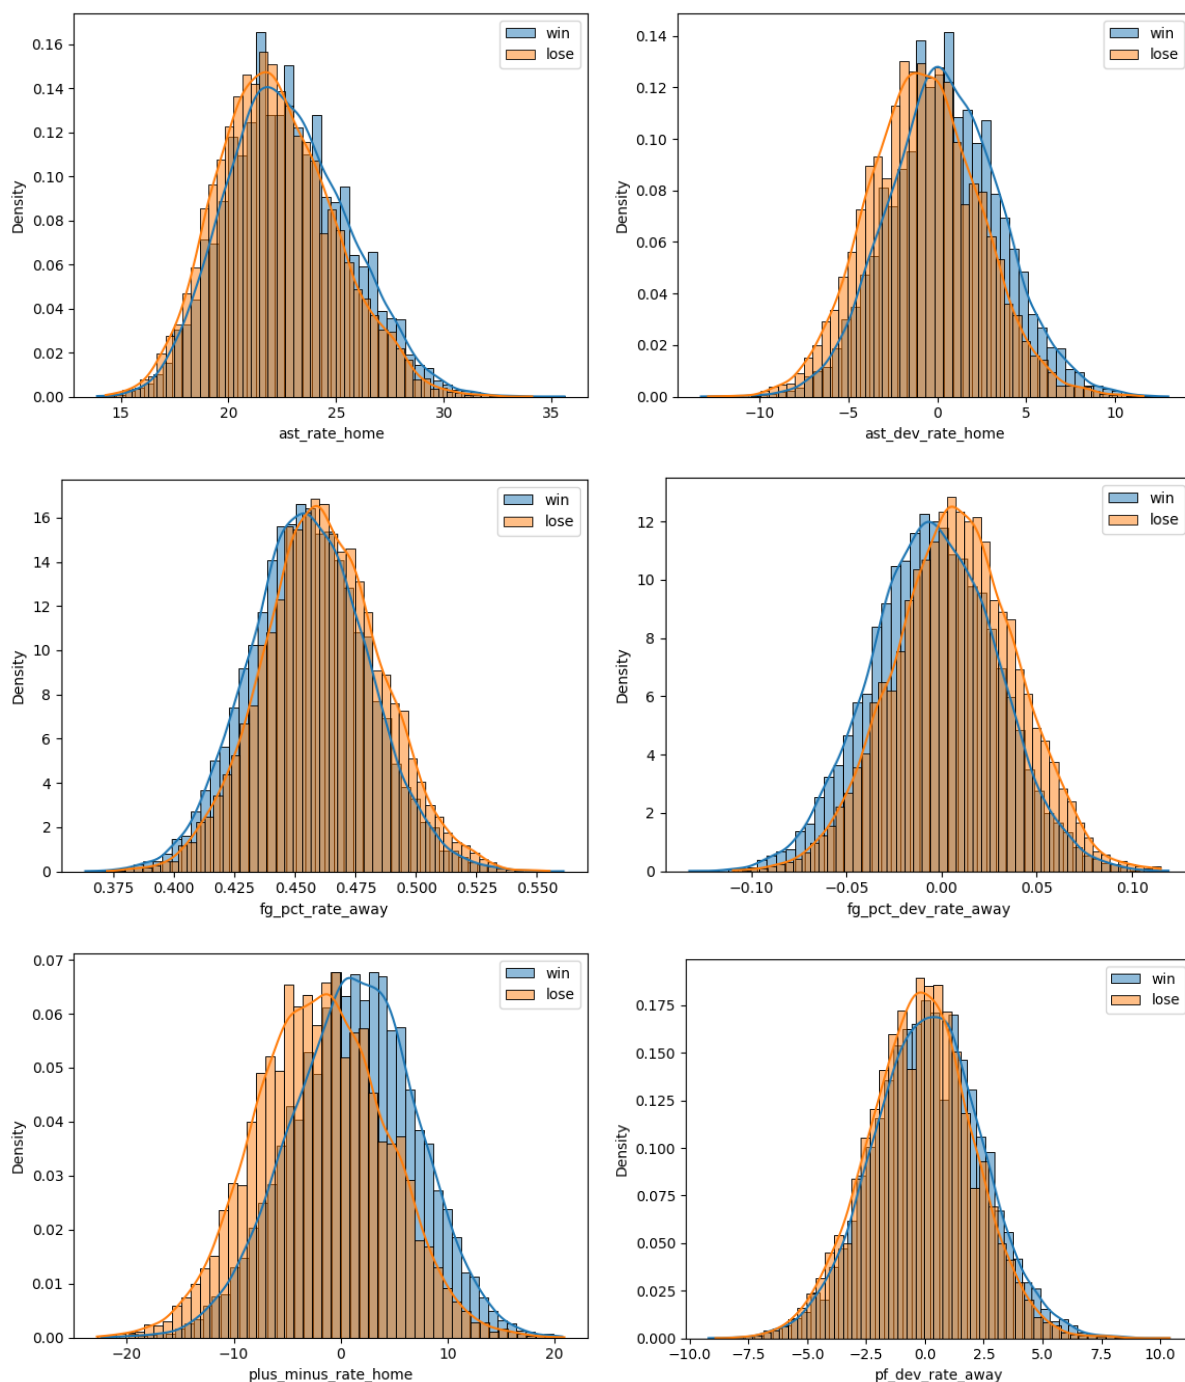 win
lose
0.16
0.14
0.12
0.10
0.08
0.06
0.04
0.02
0.00
Density
15 20 25 30 35
ast_rate_home
win
lose
0.14
0.12
0.10
0.08
0.06
0.04
0.02
0.00
Density
−10 −5 0 5 10
ast_dev_rate_home
win
lose
16
14
12
10
8
6
4
2
0
Density
0.375 0.400 0.425 0.450 0.475 0.500 0.525 0.550
fg_pct_rate_away
win
lose
12
10
8
6
4
2
0
Density
−0.10 −0.05 0.00 0.05 0.10
fg_pct_dev_rate_away
win
lose
0.07
0.06
0.05
0.04
0.03
0.02
0.01
0.00
Density
−20 −10 0 10 20
plus_minus_rate_home
win
lose
0.175
0.150
0.125
0.100
0.075
0.050
0.025
0.000
Density
−10.0 −7.5 −5.0 −2.5 0.0 2.5 5.0 7.5 10.0
pf_dev_rate_away